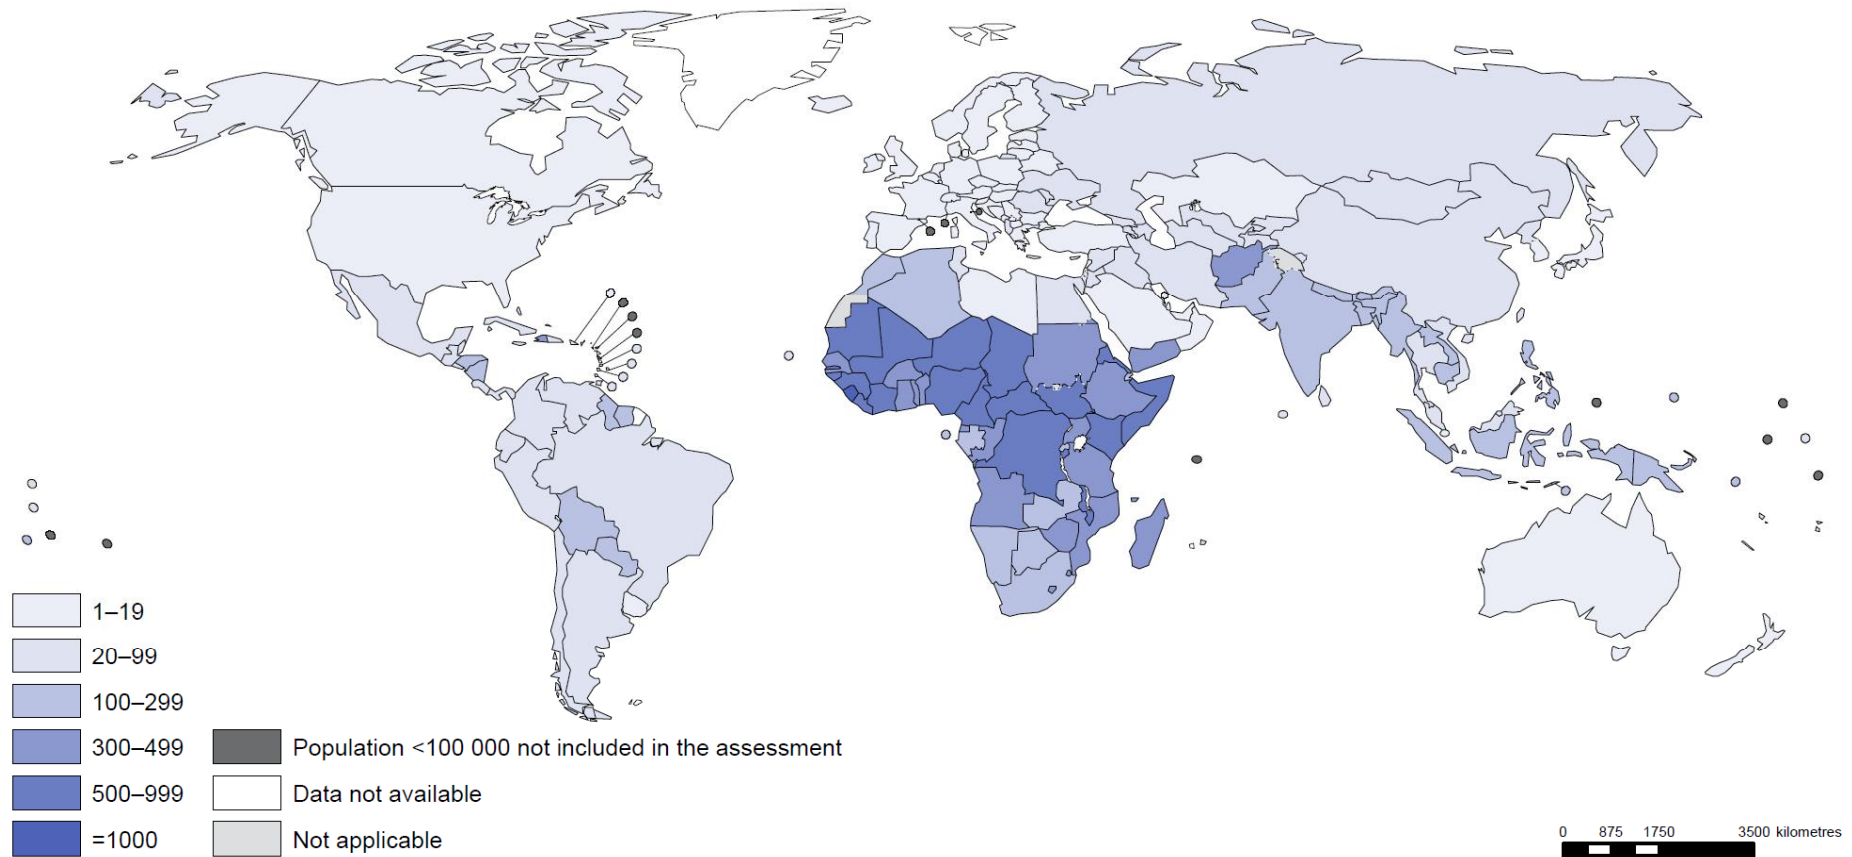 1–19
20–99
100–299
300–499
500–999
=1000
Population <100 000 not included in the assessment
Data not available
Not applicable
0 875 1750 3500 kilometres